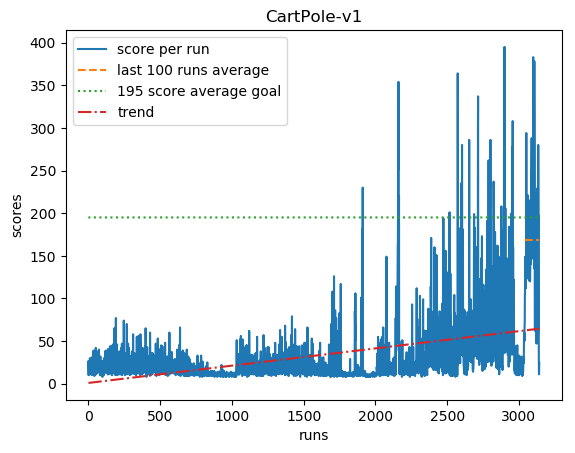 CartPole-v1
score per run
last 100 runs average
195 score average goal
trend
scores
400
350
300
250
200
150
100
50
0
0
500
1000
1500
2000
2500
3000
runs